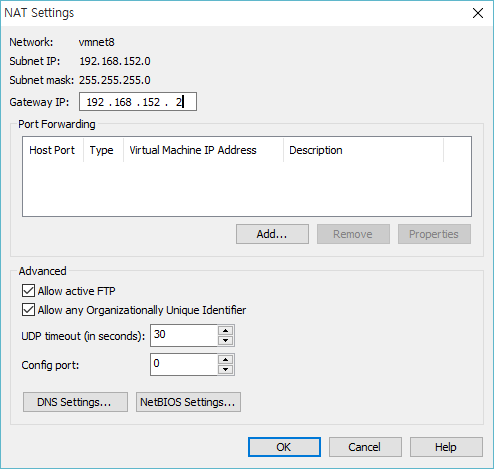 NAT Settings
Network: vmnet8
Subnet IP: 192.168.152.0
Subnet mask: 255.255.255.0
Gateway IP: 192 . 168 . 152 . 2
Port Forwarding
Host Port Type Virtual Machine IP Address Description
Add... Remove Properties
Advanced
Allow active FTP
Allow any Organizationally Unique Identifier
UDP timeout (in seconds): 30
Config port: 0
DNS Settings... NetBIOS Settings...
OK Cancel Help